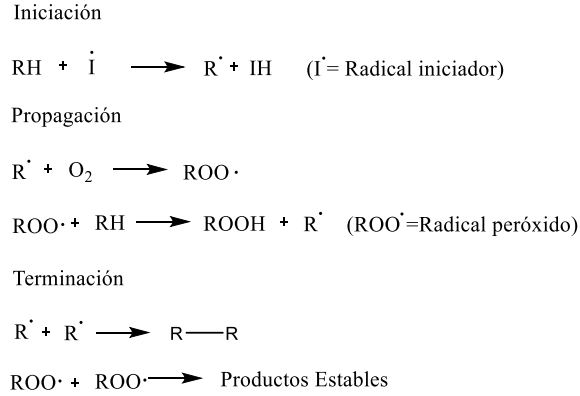 Iniciación
RH + İ ⟶ R˙ + IH (I˙= Radical iniciador)
Propagación
R˙ + O₂ ⟶ ROO·
ROO· + RH ⟶ ROOH + R˙ (ROO˙=Radical peróxido)
Terminación
R˙ + R˙ ⟶ R—R
ROO· + ROO· ⟶ Productos Estables